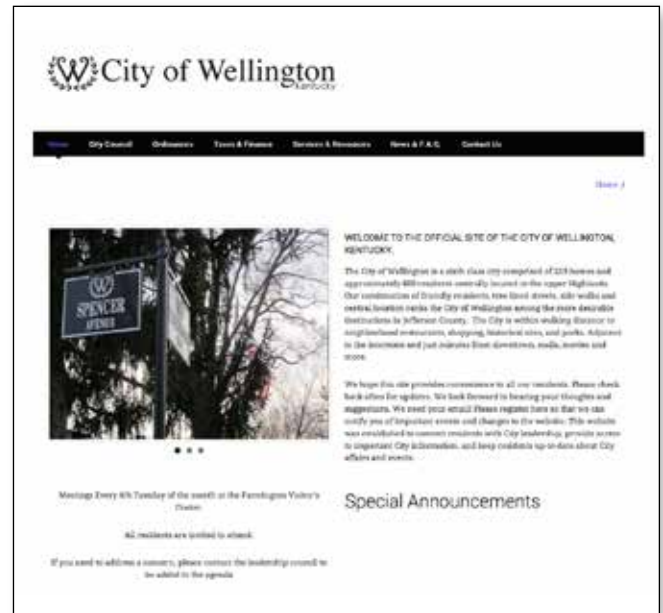 W City of Wellington
Kentucky
Home City Council Ordinances Taxes & Finance Services & Resources News & F.A.Q. Contact Us
Home /
W
SPENCER
AVENUE
WELCOME TO THE OFFICIAL SITE OF THE CITY OF WELLINGTON,
KENTUCKY.
The City of Wellington is a sixth class city comprised of homes and
approximately residents centrally located in the upper Highlands.
Our combination of friendly residents, tree lined streets, side walks and
central location ranks the City of Wellington among the more desirable
destinations in Jefferson County. The City is within walking distance to
neighborhood restaurants, shopping, historical sites, and parks. Adjacent
to the interstate and just minutes from downtown, malls, movies and
more.
We hope this site provides convenience to all our residents. Please check
back often for updates. We look forward to hearing your thoughts and
suggestions. We need your email! Please register here so that we can
notify you of important events and changes to the website. This website
was established to connect residents with City leadership, provide access
to important City information, and keep residents up-to-date about City
affairs and events.
Special Announcements
Meetings Every 4th Tuesday of the month at the Farmington Visitor's
Center.
All residents are invited to attend.
If you need to address a concern, please contact the leadership council to
be added to the agenda.